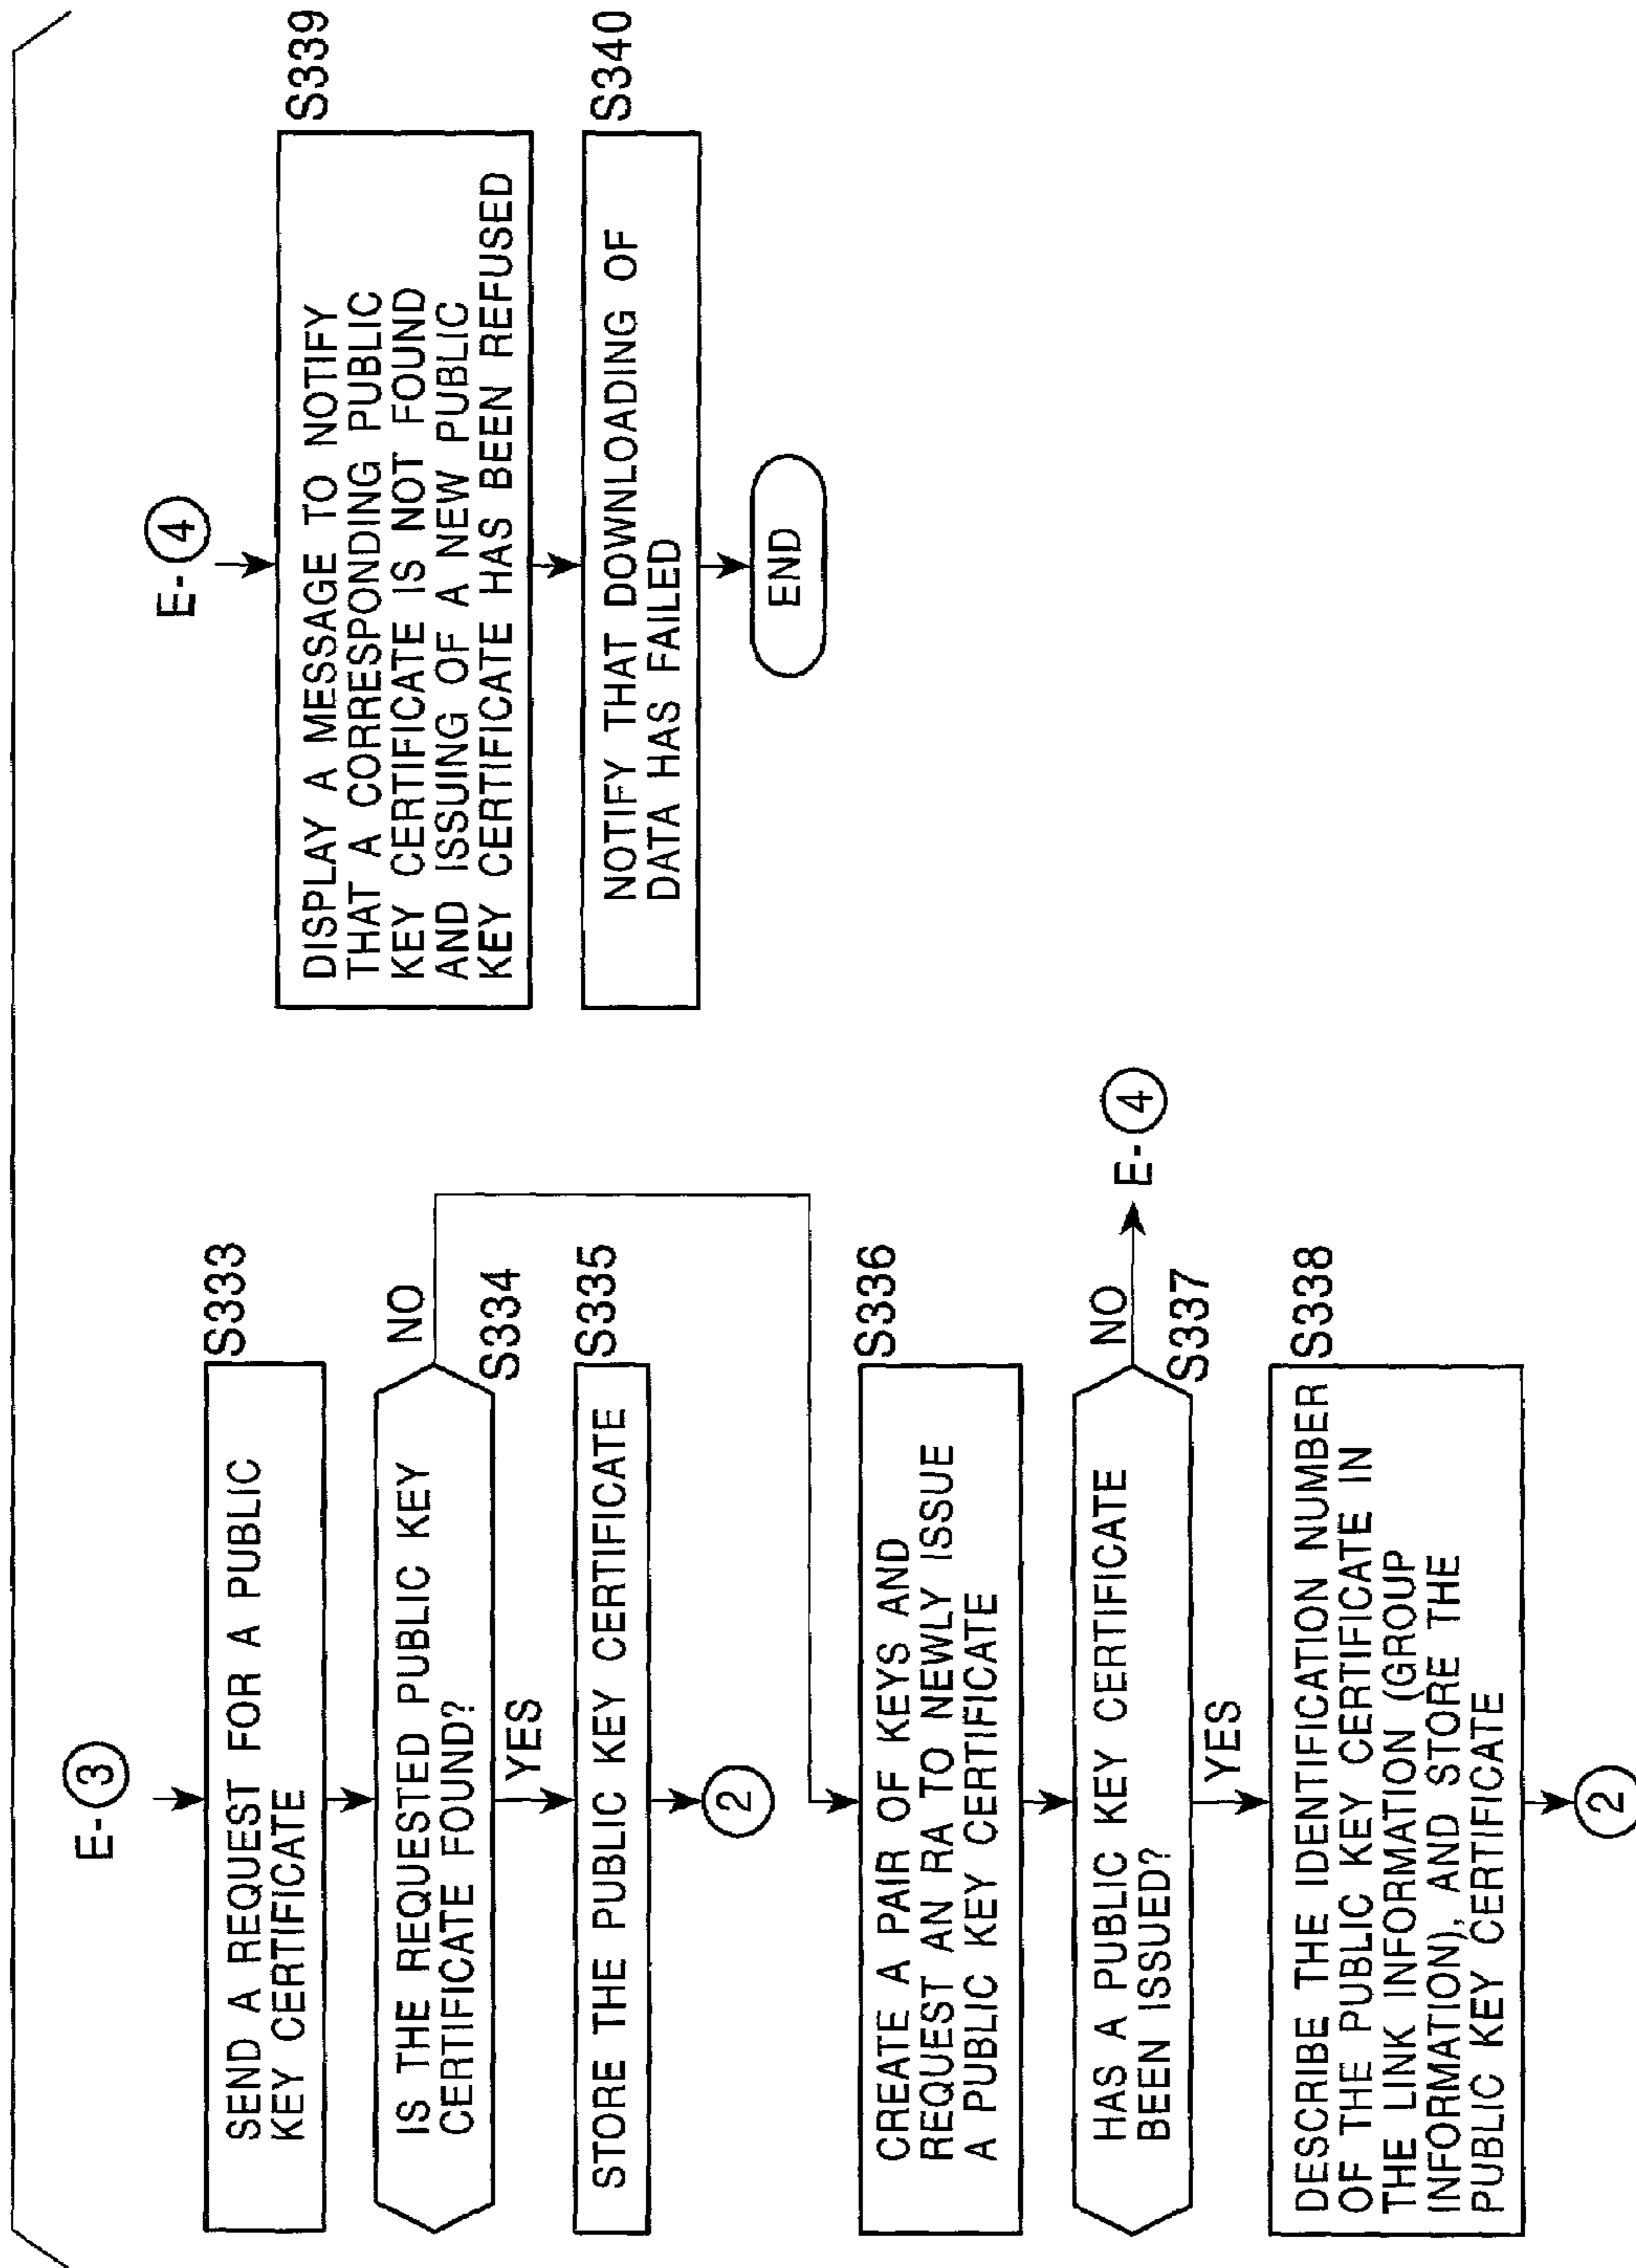 E-③
S333
SEND A REQUEST FOR A PUBLIC
KEY CERTIFICATE
IS THE REQUESTED PUBLIC KEY
CERTIFICATE FOUND?
NO
S334
YES
S335
STORE THE PUBLIC KEY CERTIFICATE
②
S336
CREATE A PAIR OF KEYS AND
REQUEST AN RA TO NEWLY ISSUE
A PUBLIC KEY CERTIFICATE
HAS A PUBLIC KEY CERTIFICATE
BEEN ISSUED?
NO
E-④
S337
YES
S338
DESCRIBE THE IDENTIFICATION NUMBER
OF THE PUBLIC KEY CERTIFICATE IN
THE LINK INFORMATION (GROUP
INFORMATION), AND STORE THE
PUBLIC KEY CERTIFICATE
②
E-④
S339
DISPLAY A MESSAGE TO NOTIFY
THAT A CORRESPONDING PUBLIC
KEY CERTIFICATE IS NOT FOUND
AND ISSUING OF A NEW PUBLIC
KEY CERTIFICATE HAS BEEN REFUSED
S340
NOTIFY THAT DOWNLOADING OF
DATA HAS FAILED
END